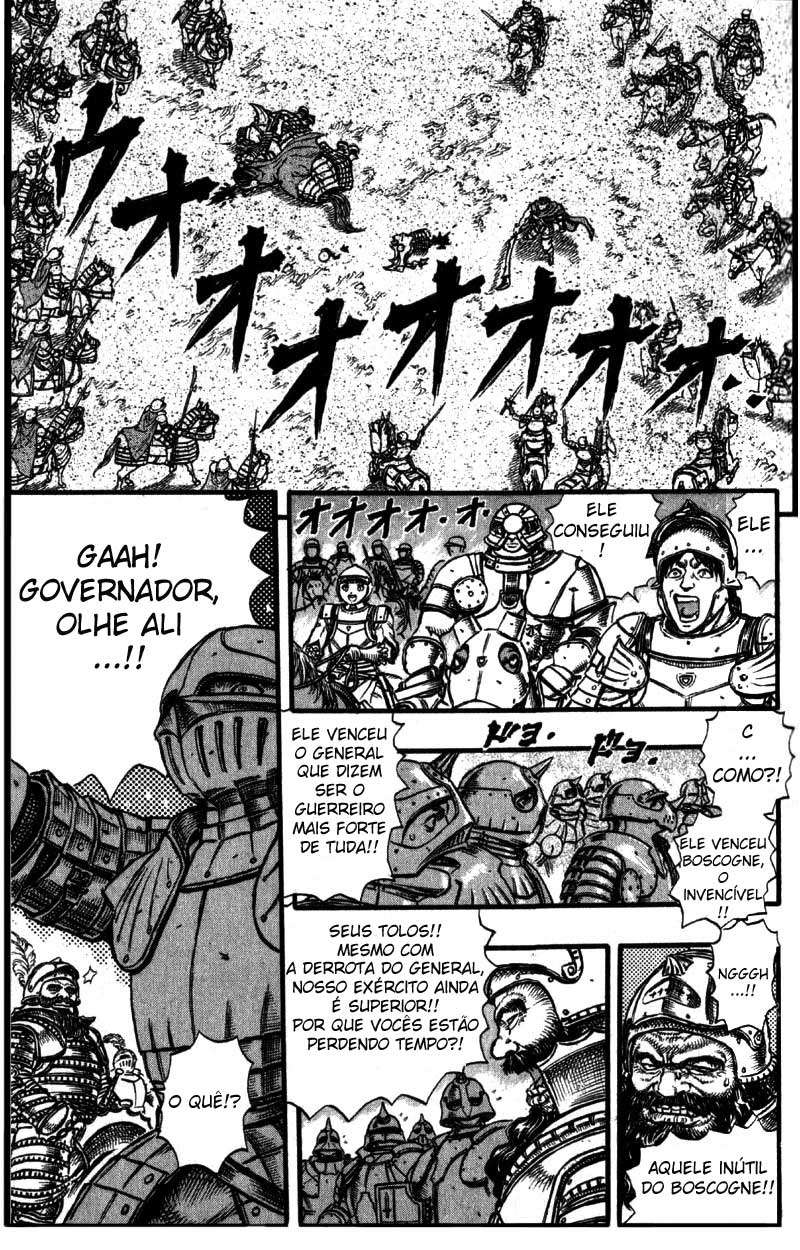 ウオオオオオオオ・・
オオオオオ・オ・
ELE
...
ELE
CONSEGUIU
!
ドヨ・
ドヨ・
C
...
COMO?!
ELE VENCEU
BOSCOGNE,
O
INVENCÍVEL
!!
ELE VENCEU
O GENERAL
QUE DIZEM
SER O
GUERREIRO
MAIS FORTE
DE TUDA!!
NGGGH
...!!
AQUELE INÚTIL
DO BOSCOGNE!!
SEUS TOLOS!!
MESMO COM
A DERROTA DO GENERAL,
NOSSO EXÉRCITO AINDA
É SUPERIOR!!
POR QUE VOCÊS ESTÃO
PERDENDO TEMPO?!
GAAH!
GOVERNADOR,
OLHE ALI
...!!
O QUÊ!?